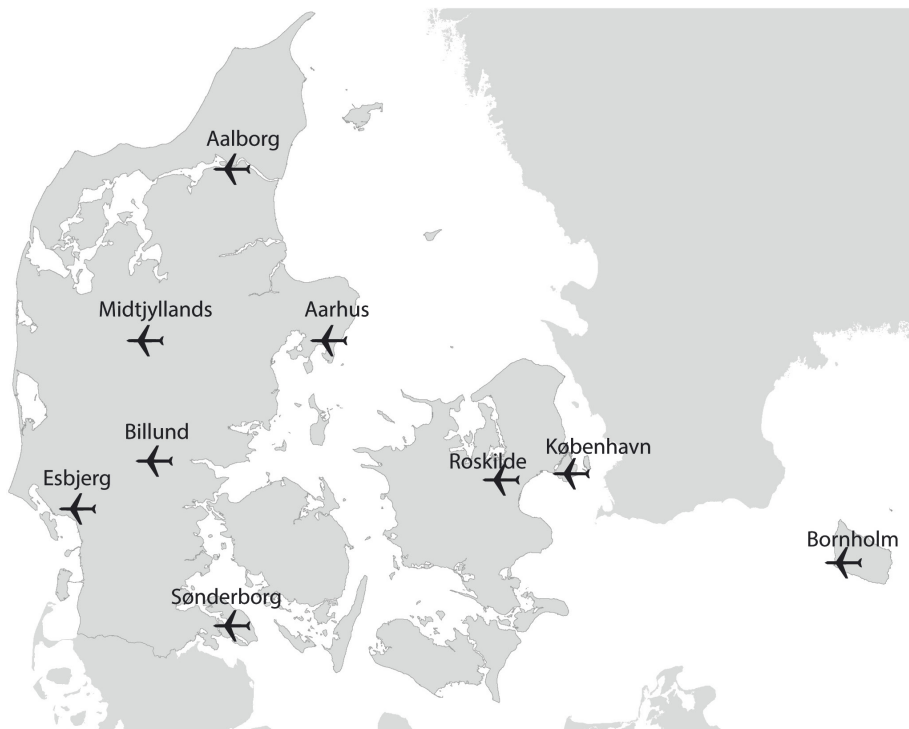 Aalborg
Midtjyllands
Aarhus
Billund
København
Roskilde
Esbjerg
Bornholm
Sønderborg